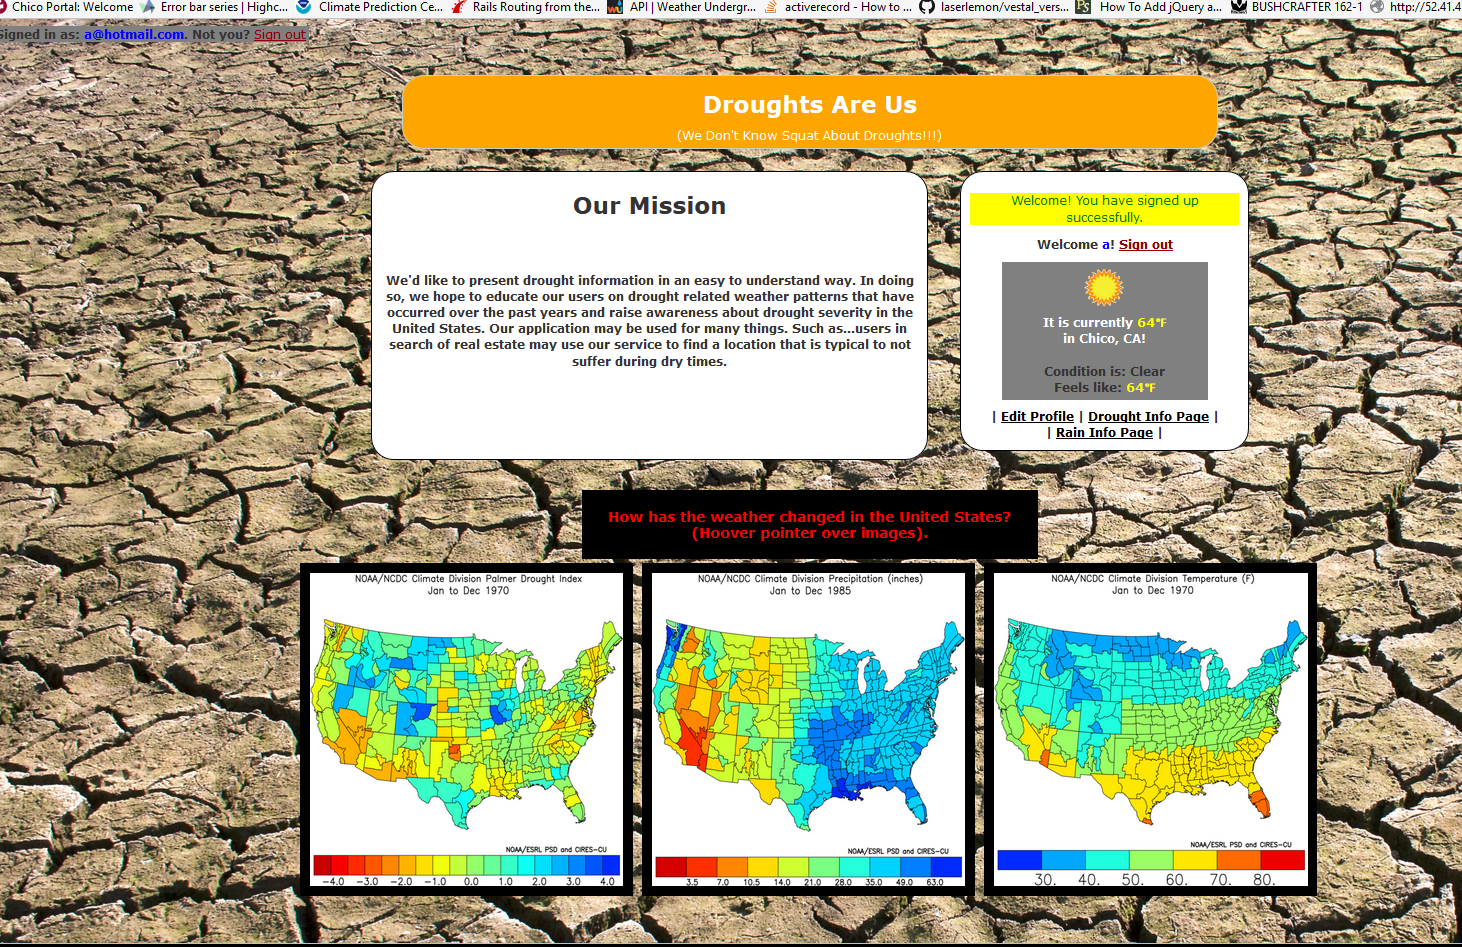 Chico Portal: Welcome
Error bar series | Highc...
Climate Prediction Ce...
Rails Routing from the...
API | Weather Undergr...
activerecord - How to ...
laserlemon/vestal_vers...
How To Add jQuery a...
BUSHCRAFTER 162-1
http://52.41.4
Signed in as: a@hotmail.com. Not you? Sign out
Droughts Are Us
(We Don't Know Squat About Droughts!!!)
Our Mission
We'd like to present drought information in an easy to understand way. In doing
so, we hope to educate our users on drought related weather patterns that have
occurred over the past years and raise awareness about drought severity in the
United States. Our application may be used for many things. Such as...users in
search of real estate may use our service to find a location that is typical to not
suffer during dry times.
Welcome! You have signed up
successfully.
Welcome a! Sign out
It is currently 64°F
in Chico, CA!
Condition is: Clear
Feels like: 64°F
| Edit Profile | Drought Info Page |
| Rain Info Page |
How has the weather changed in the United States?
(Hoover pointer over images).
NOAA/NCDC Climate Division Palmer Drought Index
Jan to Dec 1970
NOAA/ESRL PSD and CIRES-CU
-4.0 -3.0 -2.0 -1.0 0.0 1.0 2.0 3.0 4.0
NOAA/NCDC Climate Division Precipitation (inches)
Jan to Dec 1985
NOAA/ESRL PSD and CIRES-CU
3.5 7.0 10.5 14.0 21.0 28.0 35.0 49.0 63.0
NOAA/NCDC Climate Division Temperature (F)
Jan to Dec 1970
NOAA/ESRL PSD and CIRES-CU
30. 40. 50. 60. 70. 80.